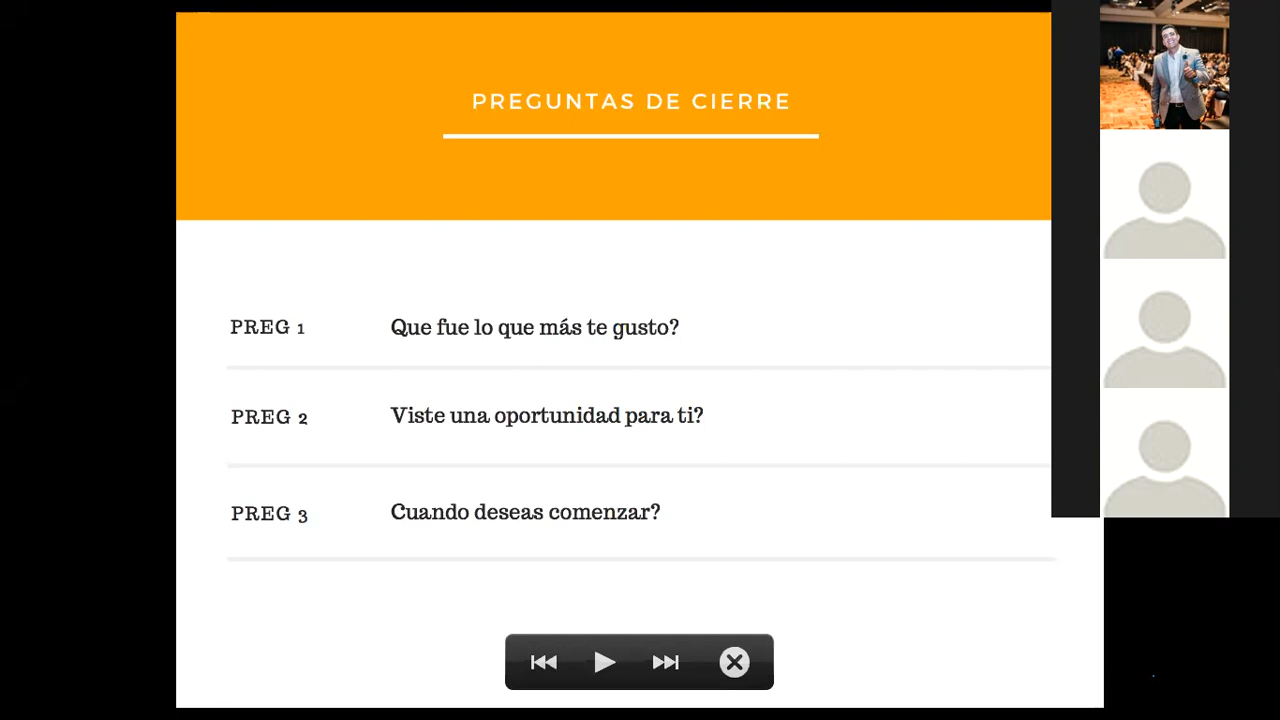 PREGUNTAS DE CIERRE
PREG 1 Que fue lo que más te gusto?
PREG 2 Viste una oportunidad para ti?
PREG 3 Cuando deseas comenzar?